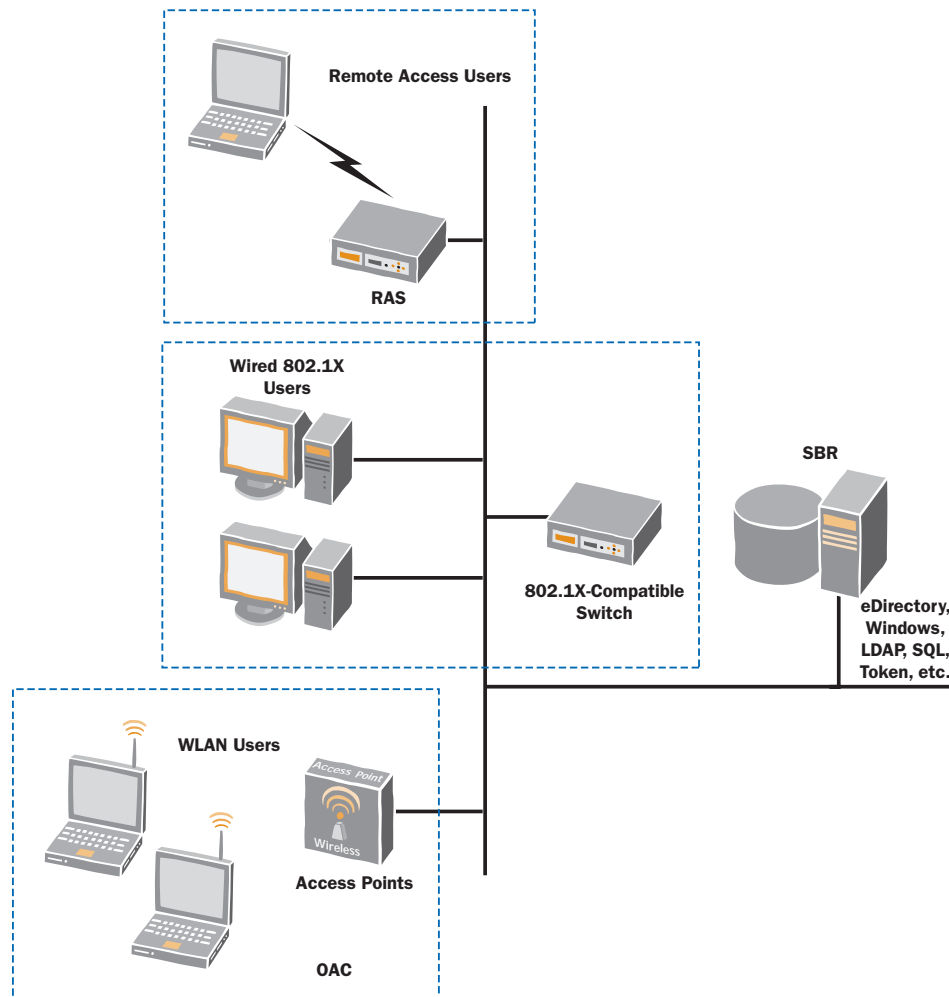 Remote Access Users
RAS
Wired 802.1X
Users
SBR
802.1X-Compatible
Switch
eDirectory,
Windows,
LDAP, SQL,
Token, etc.
WLAN Users
Access Point
Wireless
Access Points
OAC